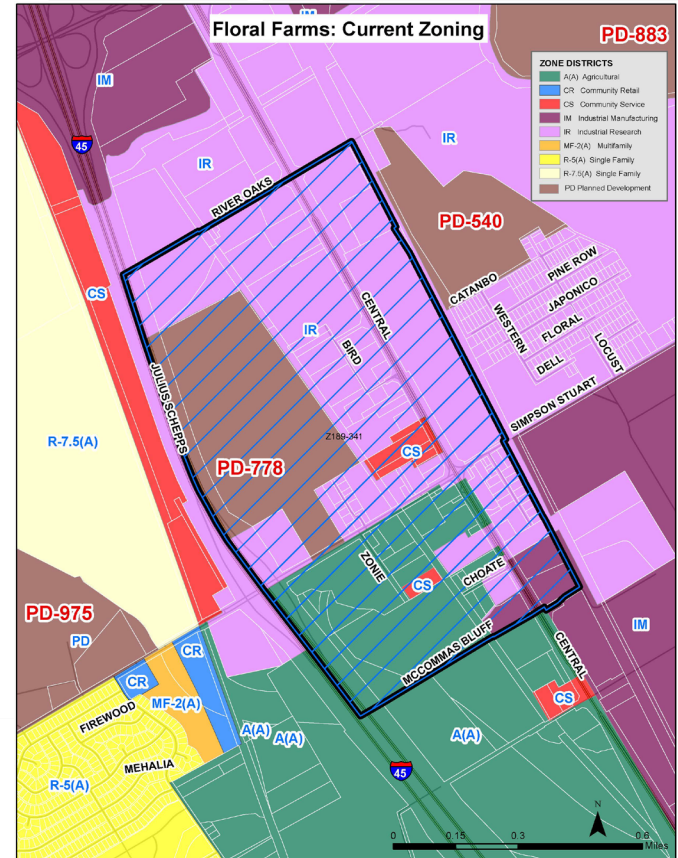 IM
Floral Farms: Current Zoning
PD-883
ZONE DISTRICTS
A(A) Agricultural
CR Community Retail
CS Community Service
IM Industrial Manufacturing
IR Industrial Research
MF-2(A) Multifamily
R-5(A) Single Family
R-7.5(A) Single Family
PD Planned Development
IM
45
IR
IR
RIVER OAKS
PD-540
CATANBO
PINE ROW
JAPONICO
WESTERN
FLORAL
DELL
LOCUST
CS
CENTRAL
IR
BIRD
JULIUS SCHEPPS
SIMPSON STUART
R-7.5(A)
Z189-341
CS
PD-778
ZONIE
CHOATE
CS
PD-975
PD
MCCOMMAS BLUFF
IM
CENTRAL
CR
CR
MF-2(A)
CS
FIREWOOD
A(A)
A(A)
A(A)
MEHALIA
R-5(A)
45
N
0
0.15
0.3
0.6
Miles